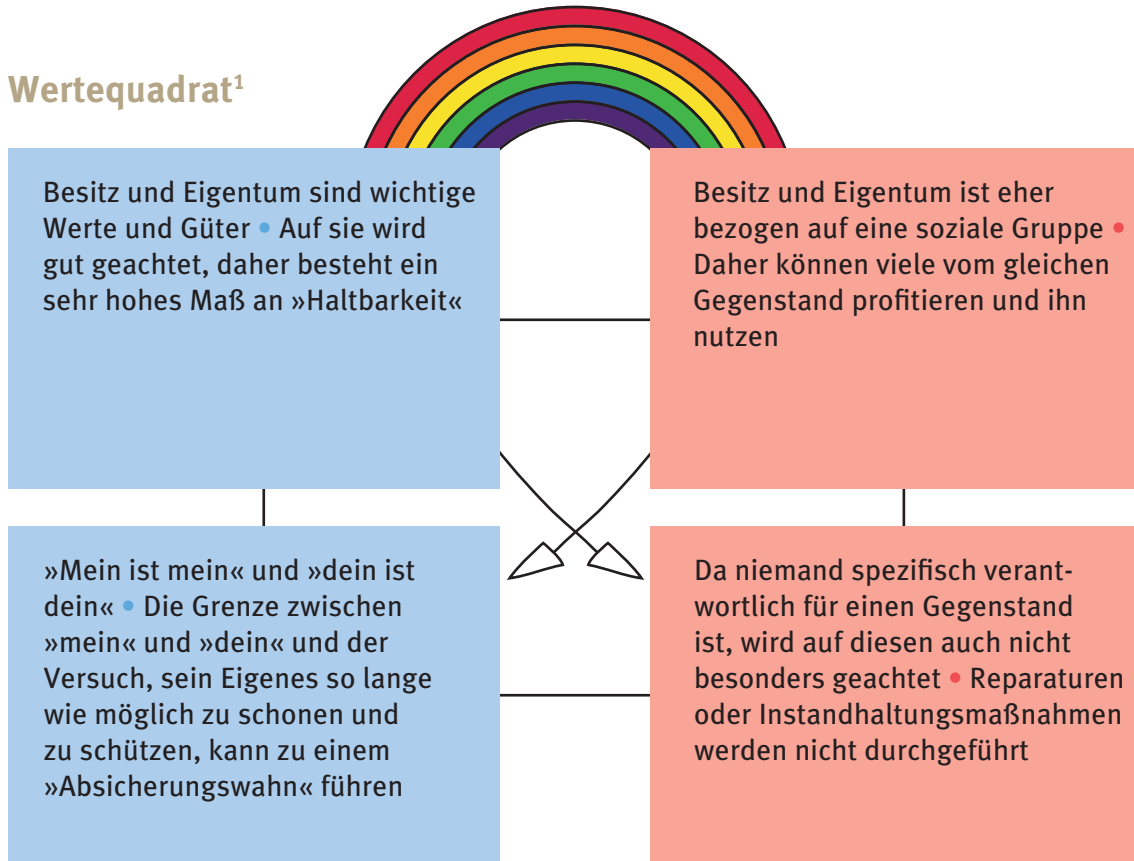 Wertequadrat¹
Besitz und Eigentum sind wichtige
Werte und Güter • Auf sie wird
gut geachtet, daher besteht ein
sehr hohes Maß an »Haltbarkeit«
Besitz und Eigentum ist eher
bezogen auf eine soziale Gruppe •
Daher können viele vom gleichen
Gegenstand profitieren und ihn
nutzen
»Mein ist mein« und »dein ist
dein« • Die Grenze zwischen
»mein« und »dein« und der
Versuch, sein Eigenes so lange
wie möglich zu schonen und
zu schützen, kann zu einem
»Absicherungswahn« führen
Da niemand spezifisch verant-
wortlich für einen Gegenstand
ist, wird auf diesen auch nicht
besonders geachtet • Reparaturen
oder Instandhaltungsmaßnahmen
werden nicht durchgeführt